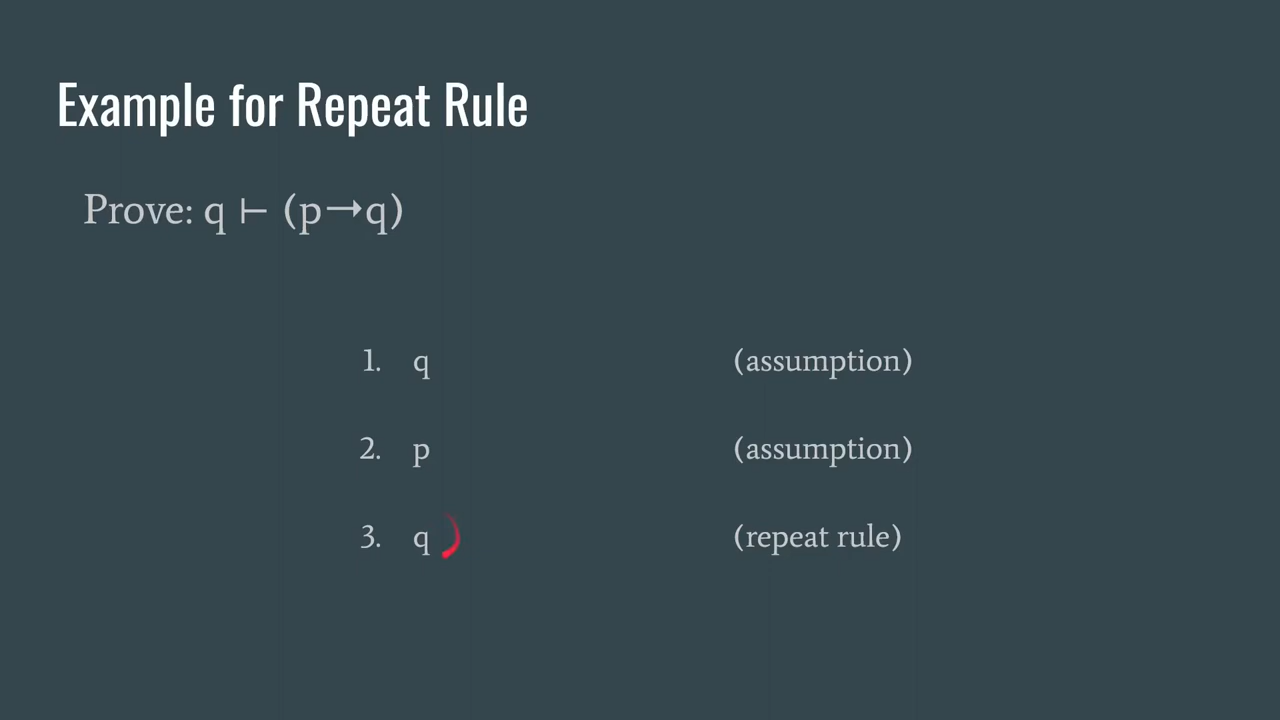 Example for Repeat Rule
Prove: q ⊢ (p→q)
1. q (assumption)
2. p (assumption)
3. q (repeat rule)